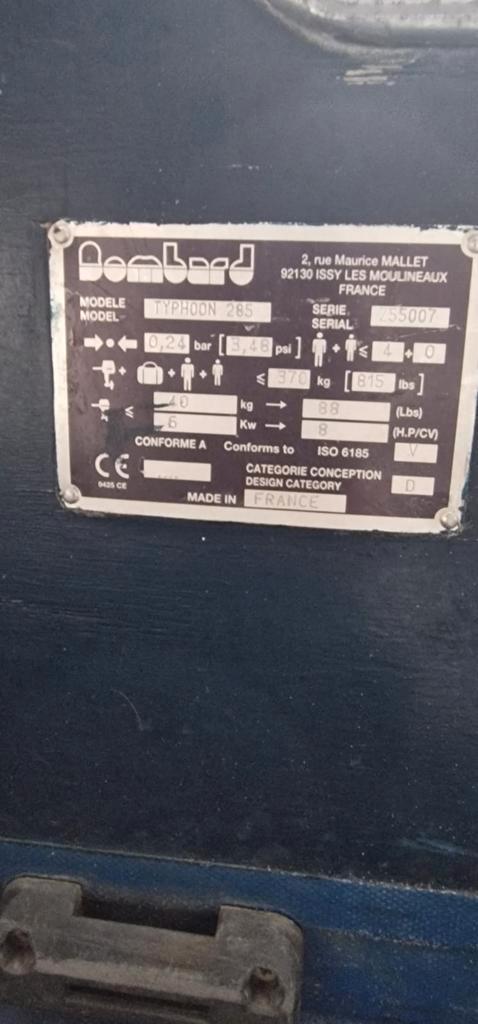 Bombard
2, rue Maurice MALLET
92130 ISSY LES MOULINEAUX
FRANCE
MODELE
MODEL
TYPHOON 285
SERIE
SERIAL
55007
0,24 bar [ 3,48 psi ] + ≤ 4 + 0
+ + + ≤ 370 kg [ 815 lbs ]
≤ 40 kg → 88 (Lbs)
6 Kw → 8 (H.P/CV)
CONFORME A Conforms to ISO 6185 V
CE
0425 CE
CATEGORIE CONCEPTION
DESIGN CATEGORY
D
MADE IN FRANCE